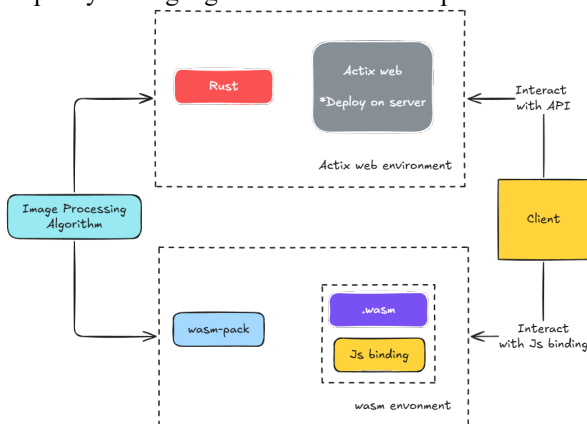 Rust
Actix web
*Deploy on server
Actix web environment
Interact
with API
Image Processing
Algorithm
Client
wasm-pack
.wasm
Js binding
wasm envonment
Interact
with Js binding